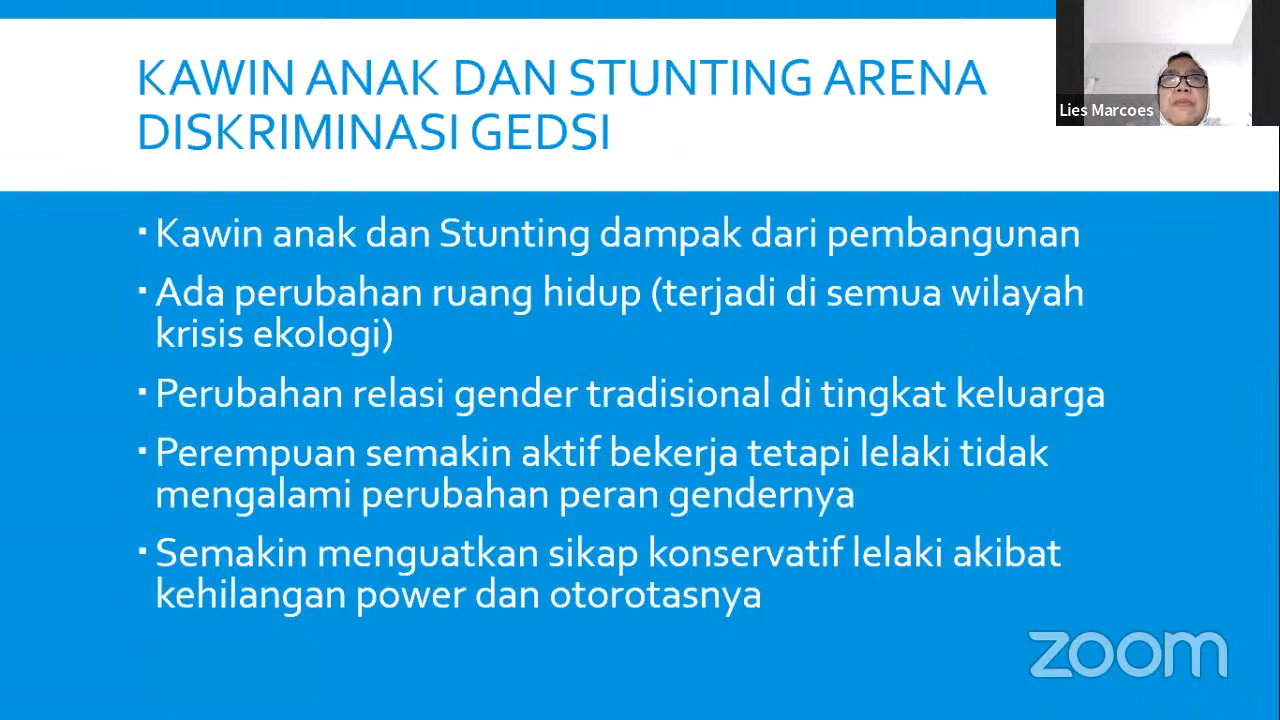 KAWIN ANAK DAN STUNTING ARENA
DISKRIMINASI GEDSI
Lies Marcoes
▪ Kawin anak dan Stunting dampak dari pembangunan
▪ Ada perubahan ruang hidup (terjadi di semua wilayah
krisis ekologi)
▪ Perubahan relasi gender tradisional di tingkat keluarga
▪ Perempuan semakin aktif bekerja tetapi lelaki tidak
mengalami perubahan peran gendernya
▪ Semakin menguatkan sikap konservatif lelaki akibat
kehilangan power dan otorotasnya
zoom